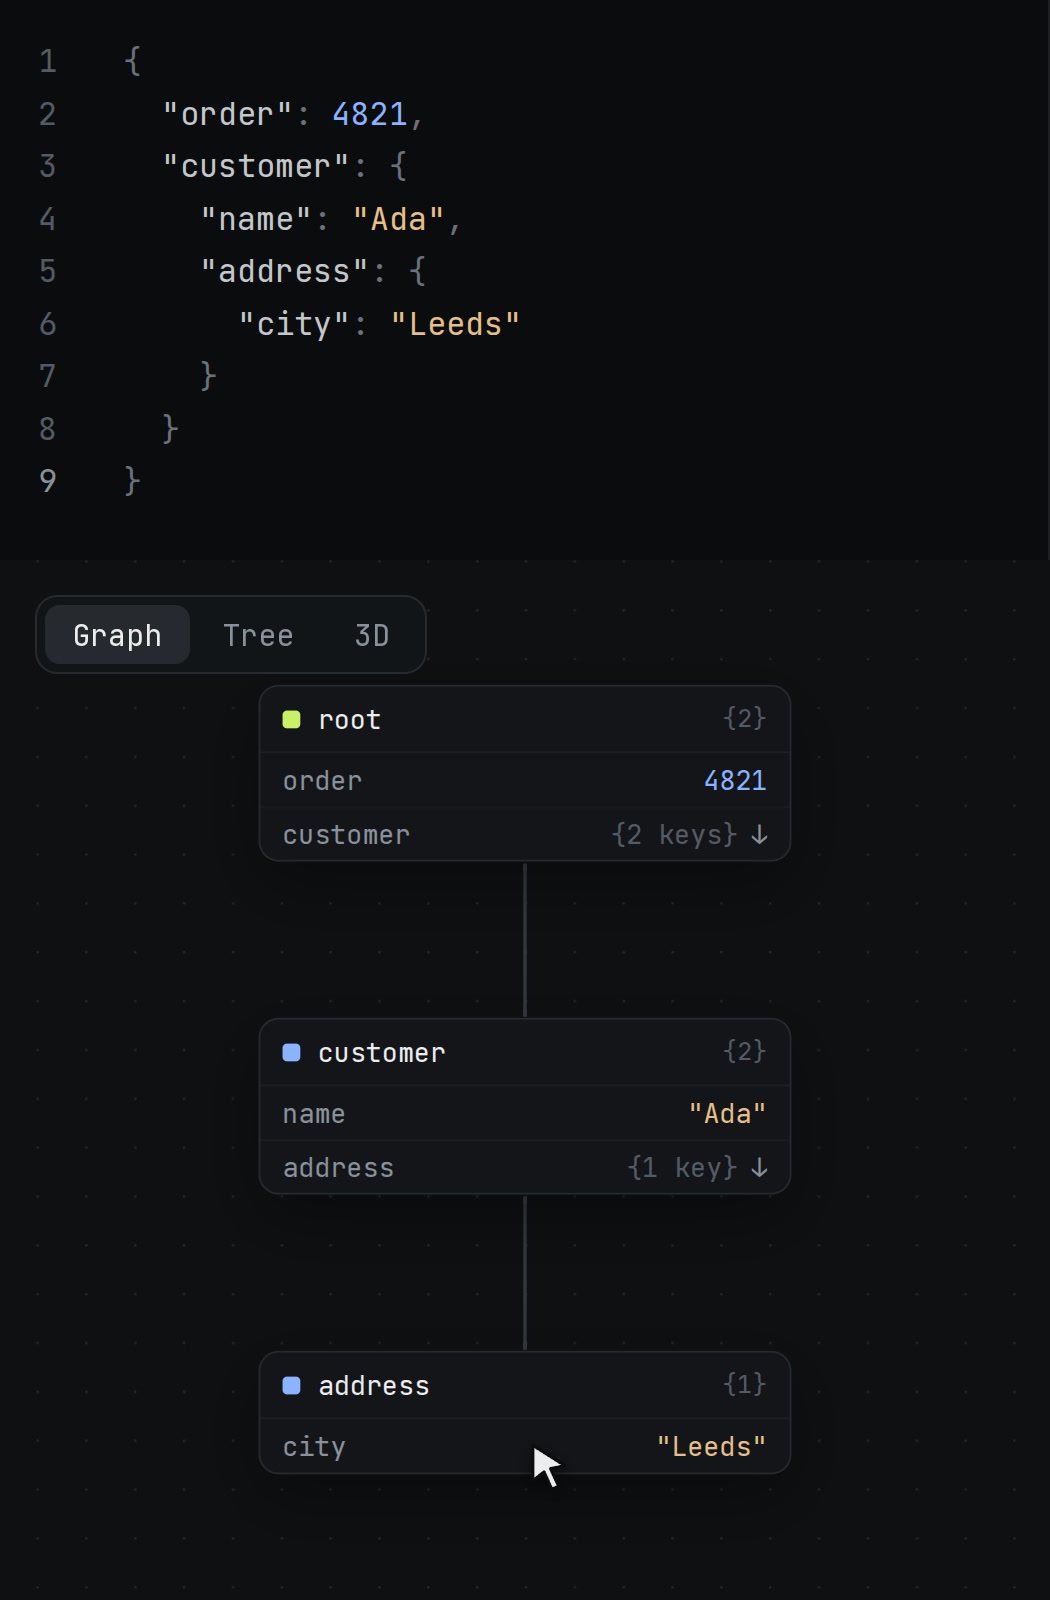 1 {
2 "order": 4821,
3 "customer": {
4 "name": "Ada",
5 "address": {
6 "city": "Leeds"
7 }
8 }
9 }
Graph Tree 3D
root {2}
order 4821
customer {2 keys} ↓
customer {2}
name "Ada"
address {1 key} ↓
address {1}
city "Leeds"